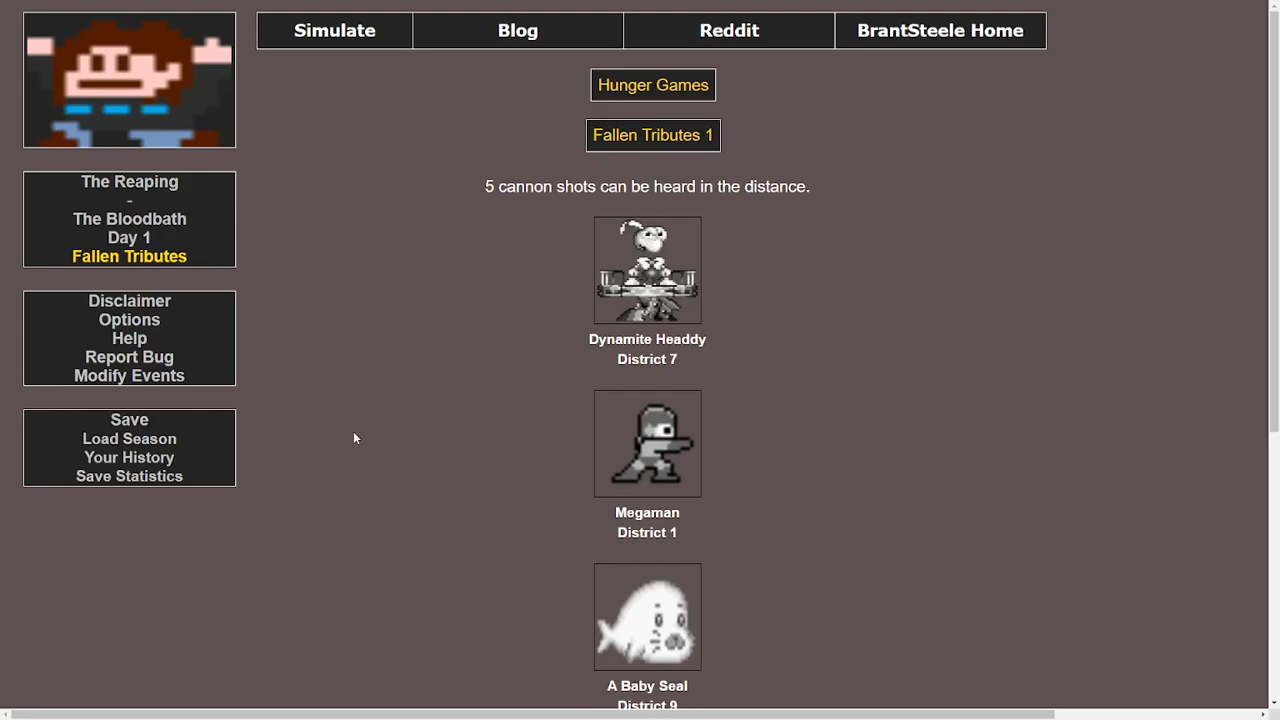 Simulate
Blog
Reddit
BrantSteele Home
Hunger Games
Fallen Tributes 1
The Reaping
-
The Bloodbath
Day 1
Fallen Tributes
Disclaimer
Options
Help
Report Bug
Modify Events
Save
Load Season
Your History
Save Statistics
5 cannon shots can be heard in the distance.
Dynamite Headdy
District 7
Megaman
District 1
A Baby Seal
District 9